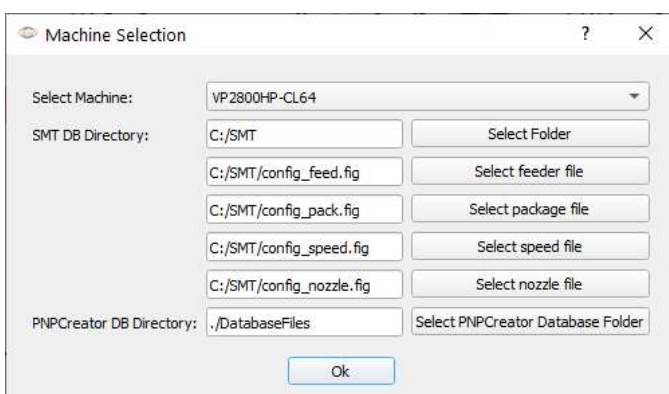 Machine Selection ? X
Select Machine: VP2800HP-CL64
SMT DB Directory: C:/SMT Select Folder
C:/SMT/config_feed.fig Select feeder file
C:/SMT/config_pack.fig Select package file
C:/SMT/config_speed.fig Select speed file
C:/SMT/config_nozzle.fig Select nozzle file
PNPCreator DB Directory: ./DatabaseFiles Select PNPCreator Database Folder
Ok